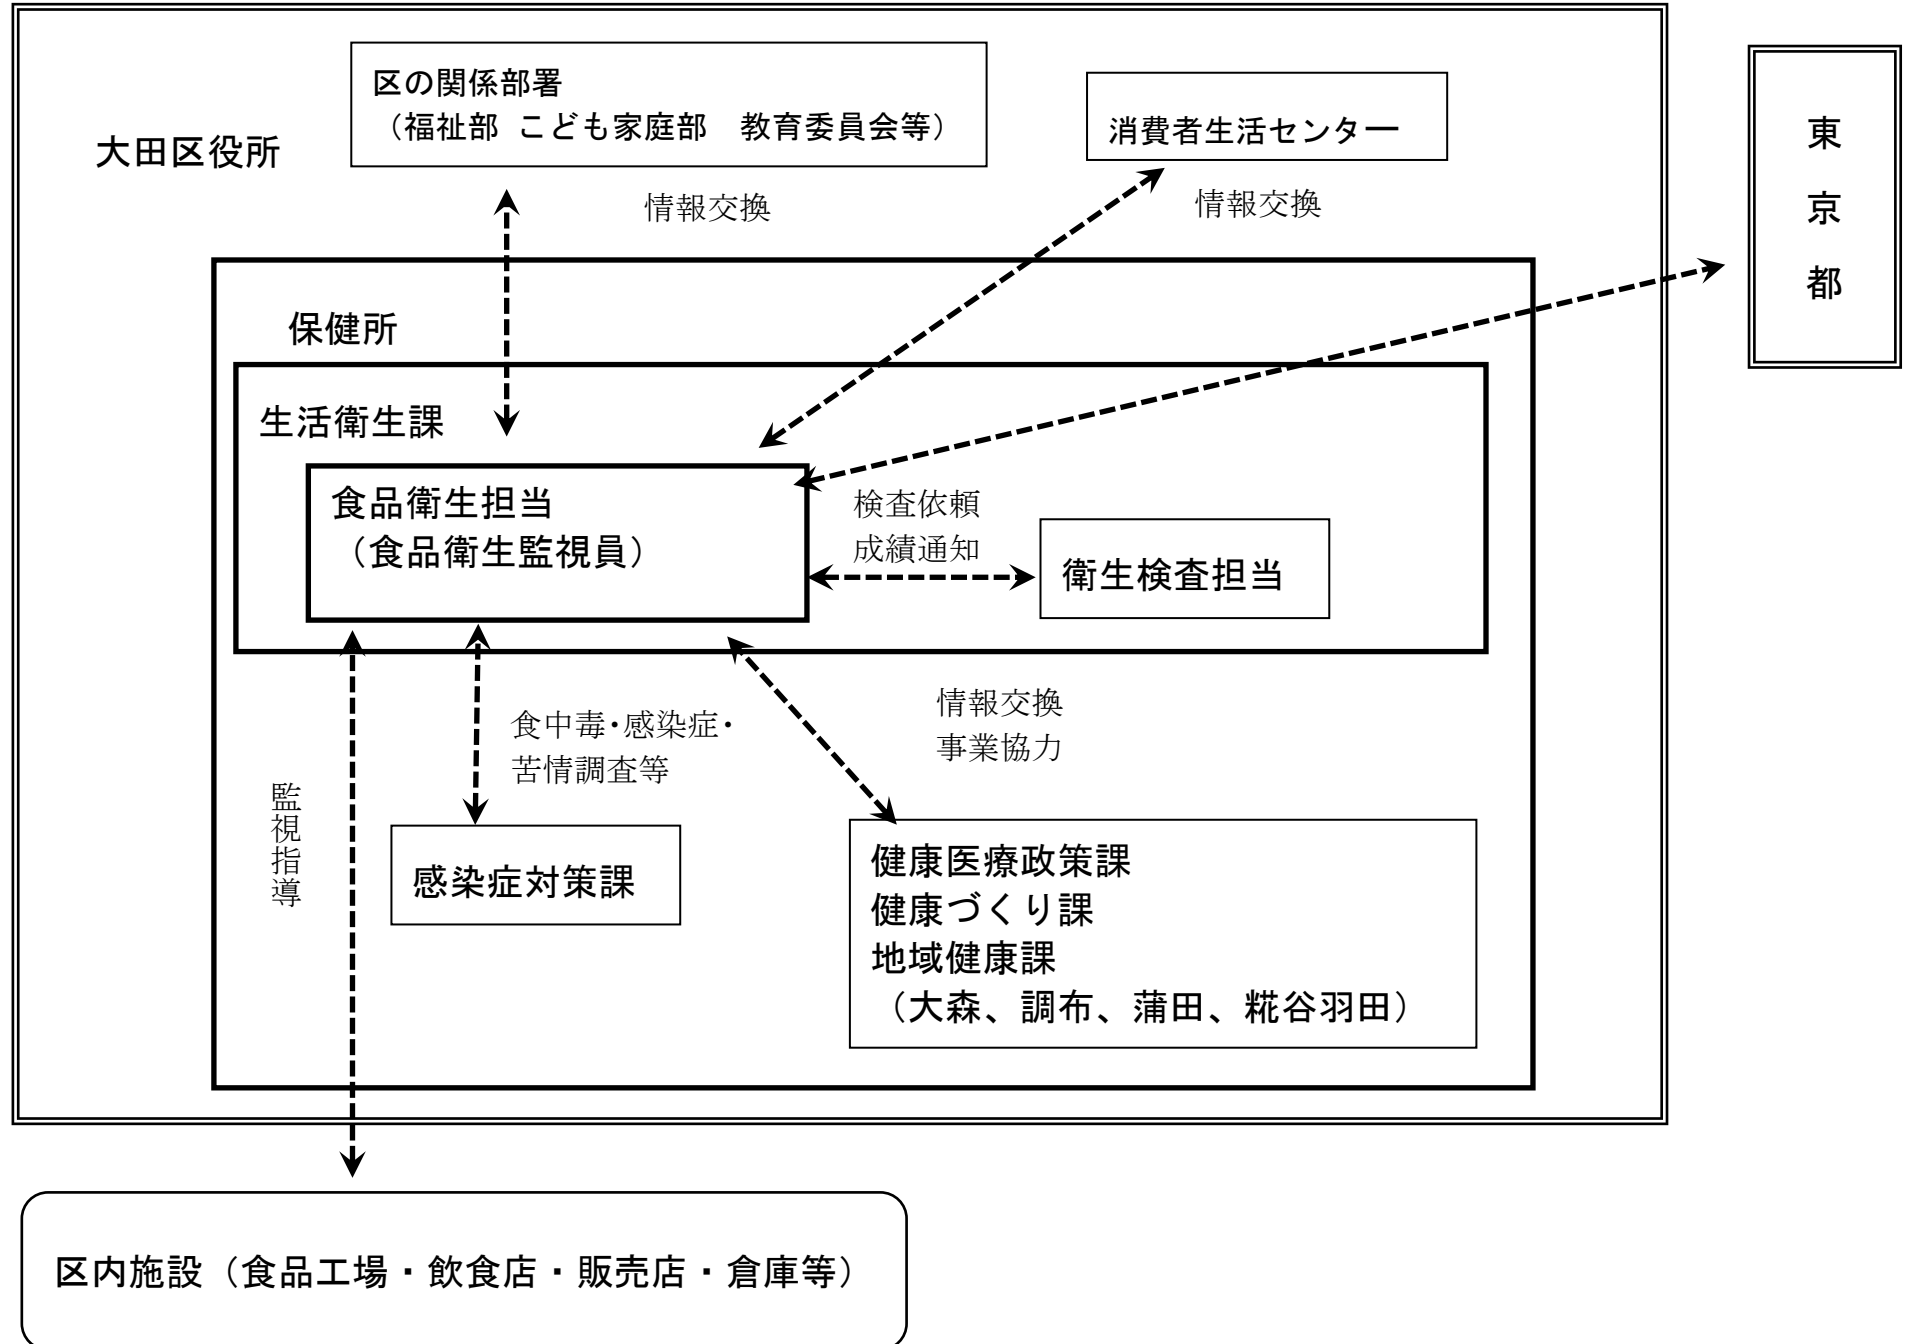 区の関係部署
（福祉部 こども家庭部　教育委員会等）
消費者生活センター
東京都
大田区役所
情報交換
情報交換
保健所
生活衛生課
食品衛生担当
（食品衛生監視員）
検査依頼
成績通知
衛生検査担当
食中毒・感染症・
苦情調査等
情報交換
事業協力
監視指導
感染症対策課
健康医療政策課
健康づくり課
地域健康課
（大森、調布、蒲田、糀谷羽田）
区内施設（食品工場・飲食店・販売店・倉庫等）